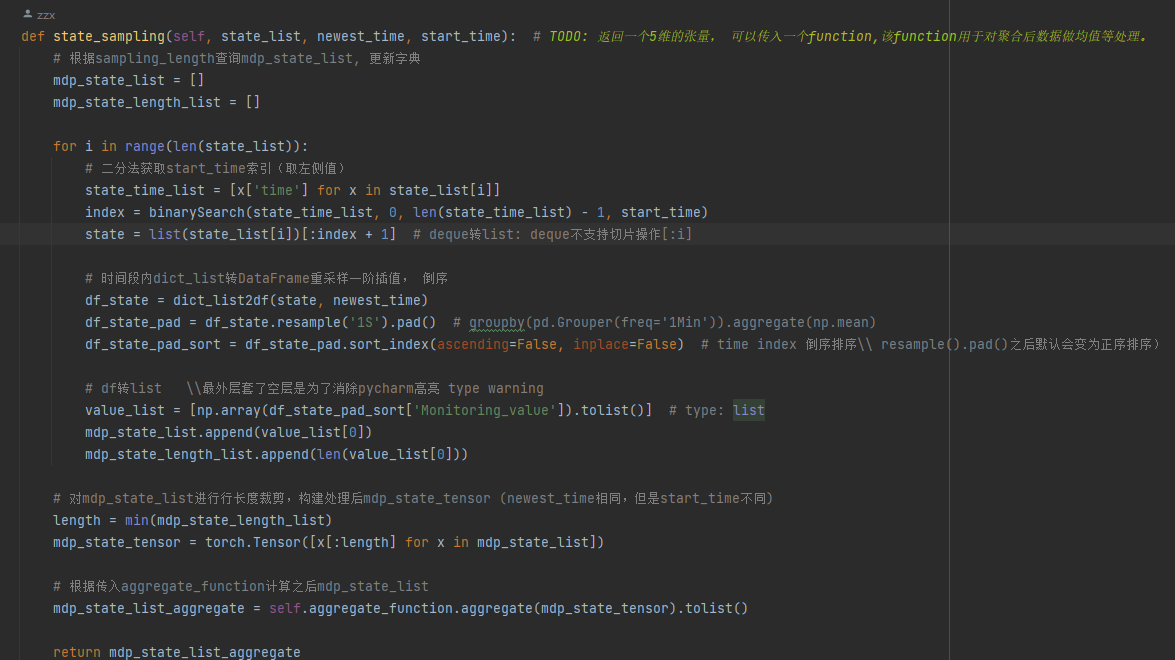 zzx
def state_sampling(self, state_list, newest_time, start_time):  # TODO: 返回一个5维的张量， 可以传入一个function,该function用于对聚合后数据做均值等处理.
# 根据sampling_length查询mdp_state_list, 更新字典
mdp_state_list = []
mdp_state_length_list = []
for i in range(len(state_list)):
# 二分法获取start_time索引（取左侧值）
state_time_list = [x['time'] for x in state_list[i]]
index = binarySearch(state_time_list, 0, len(state_time_list) - 1, start_time)
state = list(state_list[i])[:index + 1]  # deque转list: deque不支持切片操作[:i]
# 时间段内dict_list转DataFrame重采样一阶插值， 倒序
df_state = dict_list2df(state, newest_time)
df_state_pad = df_state.resample('1S').pad()  # groupby(pd.Grouper(freq='1Min')).aggregate(np.mean)
df_state_pad_sort = df_state_pad.sort_index(ascending=False, inplace=False)  # time index 倒序排序\\ resample().pad()之后默认会变为正序排序）
# df转list   \\最外层套了空层是为了消除pycharm高亮 type warning
value_list = [np.array(df_state_pad_sort['Monitoring_value']).tolist()]  # type: list
mdp_state_list.append(value_list[0])
mdp_state_length_list.append(len(value_list[0]))
# 对mdp_state_list进行行长度裁剪，构建处理后mdp_state_tensor (newest_time相同，但是start_time不同)
length = min(mdp_state_length_list)
mdp_state_tensor = torch.Tensor([x[:length] for x in mdp_state_list])
# 根据传入aggregate_function计算之后mdp_state_list
mdp_state_list_aggregate = self.aggregate_function.aggregate(mdp_state_tensor).tolist()
return mdp_state_list_aggregate